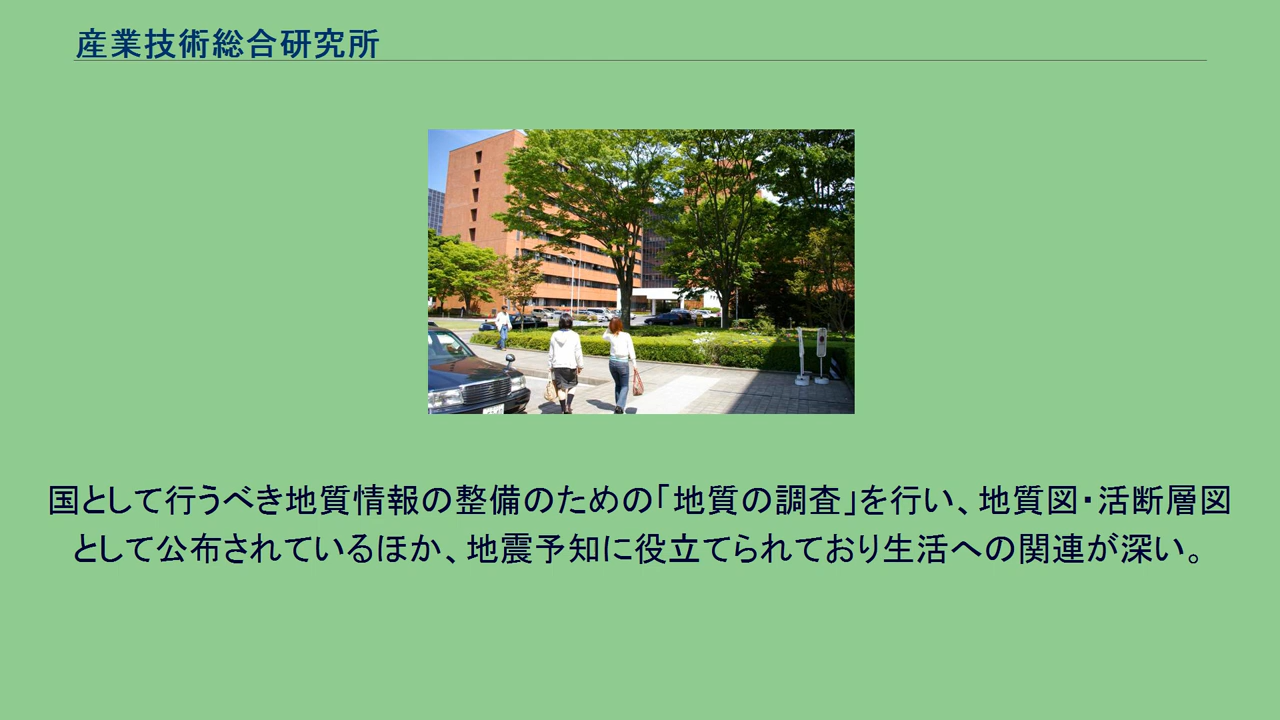 産業技術総合研究所
国として行うべき地質情報の整備のための「地質の調査」を行い、地質図・活断層図
として公布されているほか、地震予知に役立てられており生活への関連が深い。